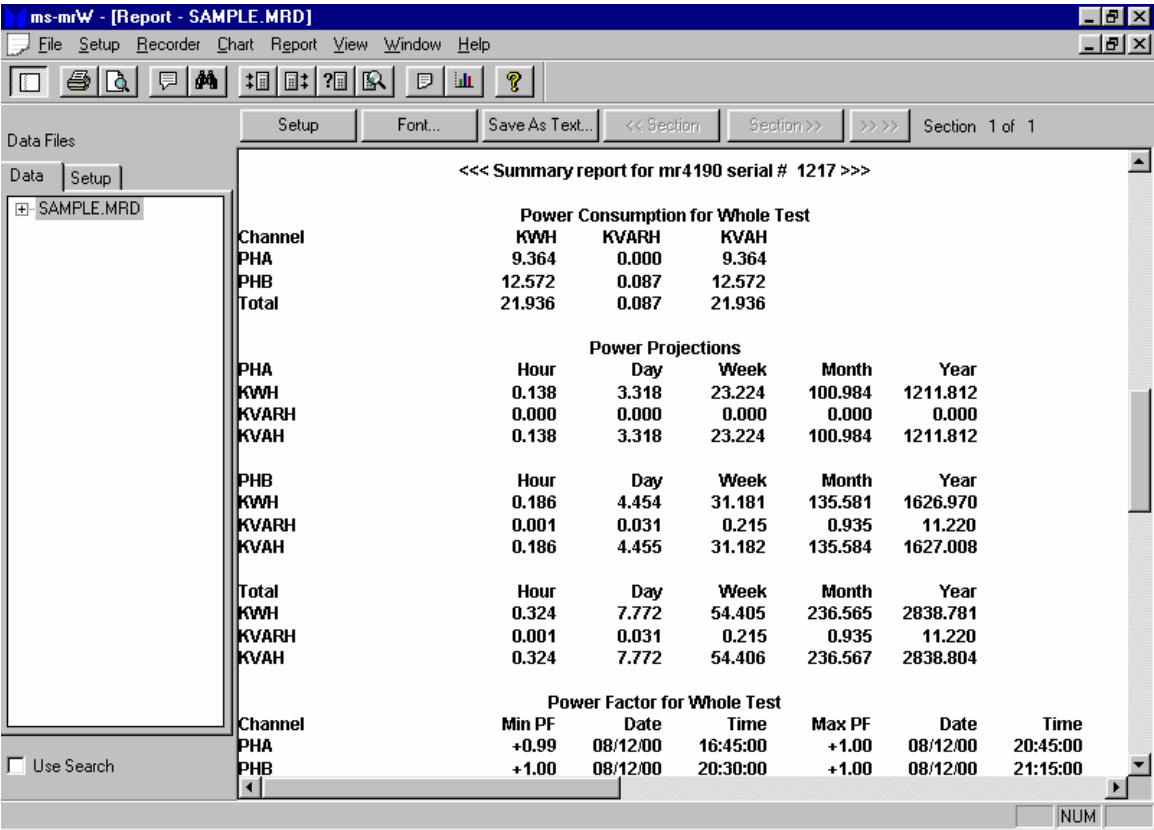 ms-mrW - [Report - SAMPLE.MRD]
File Setup Recorder Chart Report View Window Help
Setup Font... Save As Text... << Section Section >> >> >> Section 1 of 1
Data Files
Data Setup
SAMPLE.MRD
<<< Summary report for mr4190 serial # 1217 >>>
Power Consumption for Whole Test
Channel KWH KVARH KVAH
PHA 9.364 0.000 9.364
PHB 12.572 0.087 12.572
Total 21.936 0.087 21.936
Power Projections
PHA Hour Day Week Month Year
KWH 0.138 3.318 23.224 100.984 1211.812
KVARH 0.000 0.000 0.000 0.000 0.000
KVAH 0.138 3.318 23.224 100.984 1211.812
PHB Hour Day Week Month Year
KWH 0.186 4.454 31.181 135.581 1626.970
KVARH 0.001 0.031 0.215 0.935 11.220
KVAH 0.186 4.455 31.182 135.584 1627.008
Total Hour Day Week Month Year
KWH 0.324 7.772 54.405 236.565 2838.781
KVARH 0.001 0.031 0.215 0.935 11.220
KVAH 0.324 7.772 54.406 236.567 2838.804
Power Factor for Whole Test
Channel Min PF Date Time Max PF Date Time
PHA +0.99 08/12/00 16:45:00 +1.00 08/12/00 20:45:00
PHB +1.00 08/12/00 20:30:00 +1.00 08/12/00 21:15:00
Use Search
NUM